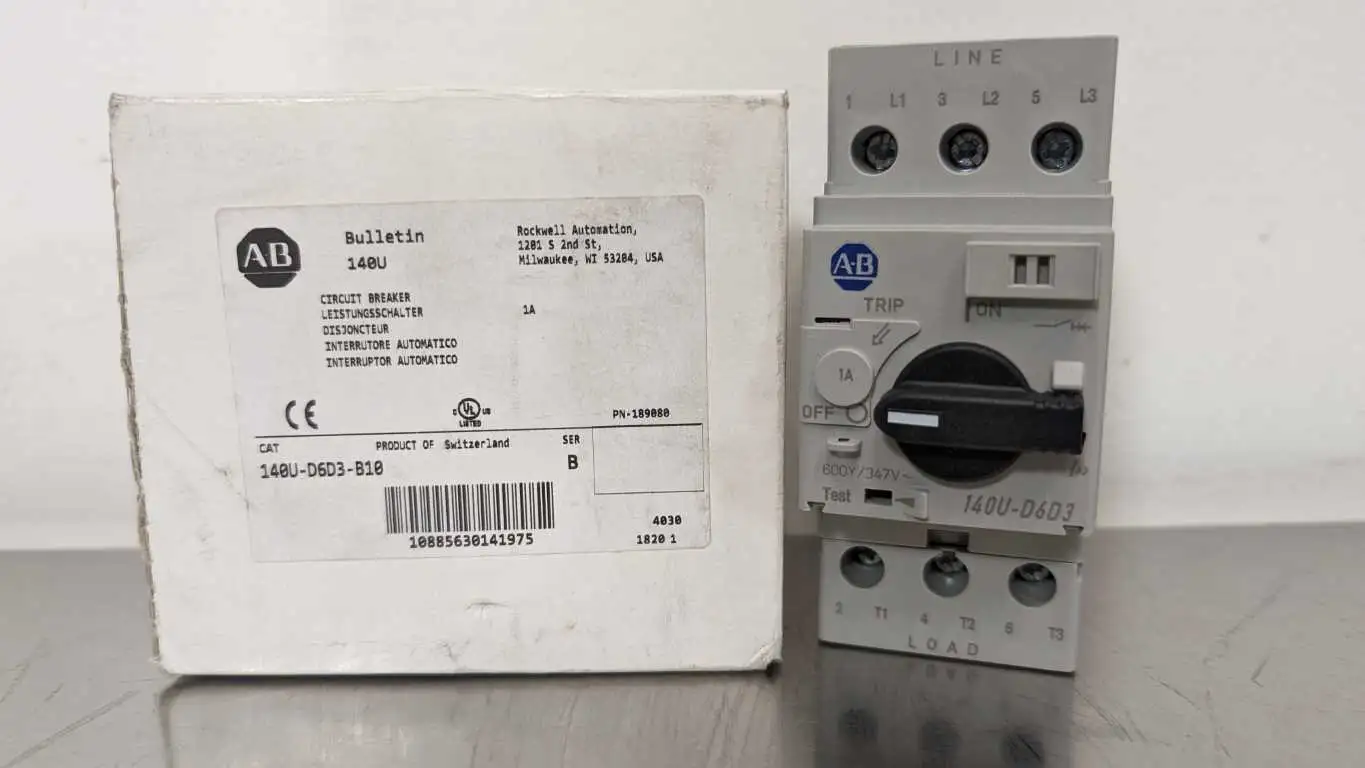 AB
Bulletin
140U
Rockwell Automation,
1201 S 2nd St,
Milwaukee, WI 53204, USA
CIRCUIT BREAKER
LEISTUNGSSCHALTER
DISJONCTEUR
INTERRUTORE AUTOMATICO
INTERRUPTOR AUTOMATICO
1A
CE
C UL US
LISTED
PN-189080
CAT
PRODUCT OF Switzerland
SER
140U-D6D3-B10
B
10885630141975
4030
1820 1
LINE
1 L1 3 L2 5 L3
A-B
TRIP
ON
1A
OFF
600Y/347V~
Test
140U-D6D3
2 T1 4 T2 6 T3
LOAD